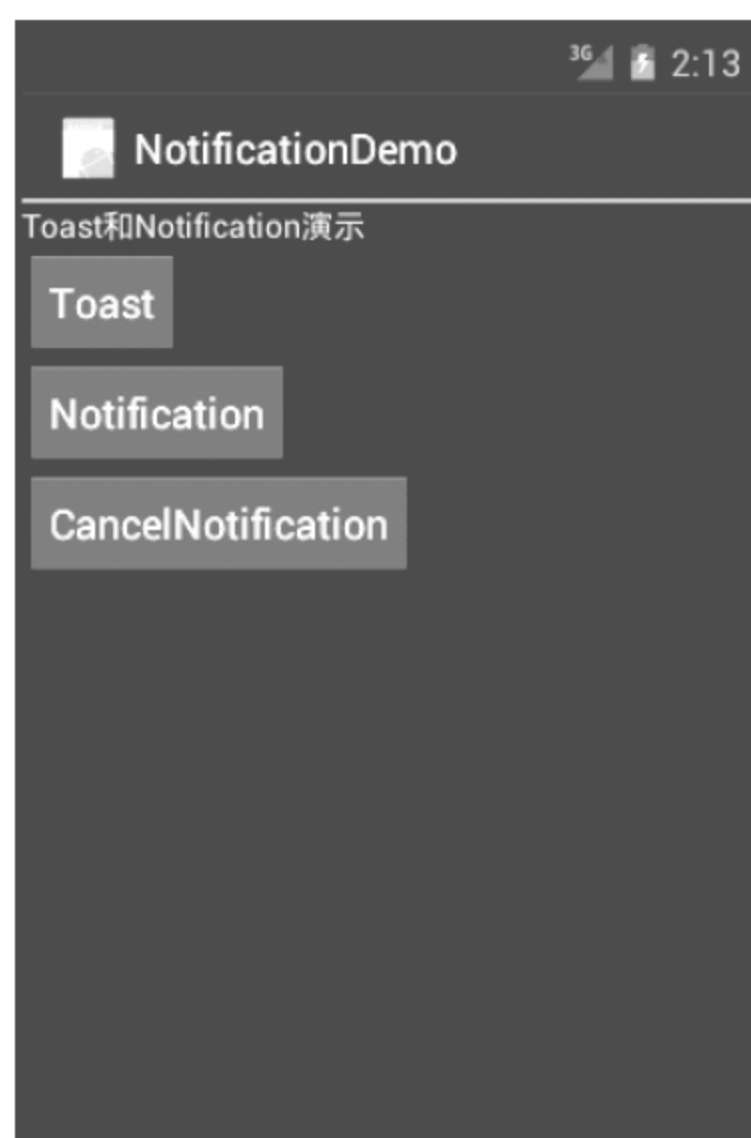 3G 2:13
NotificationDemo
Toast和Notification演示
Toast
Notification
CancelNotification